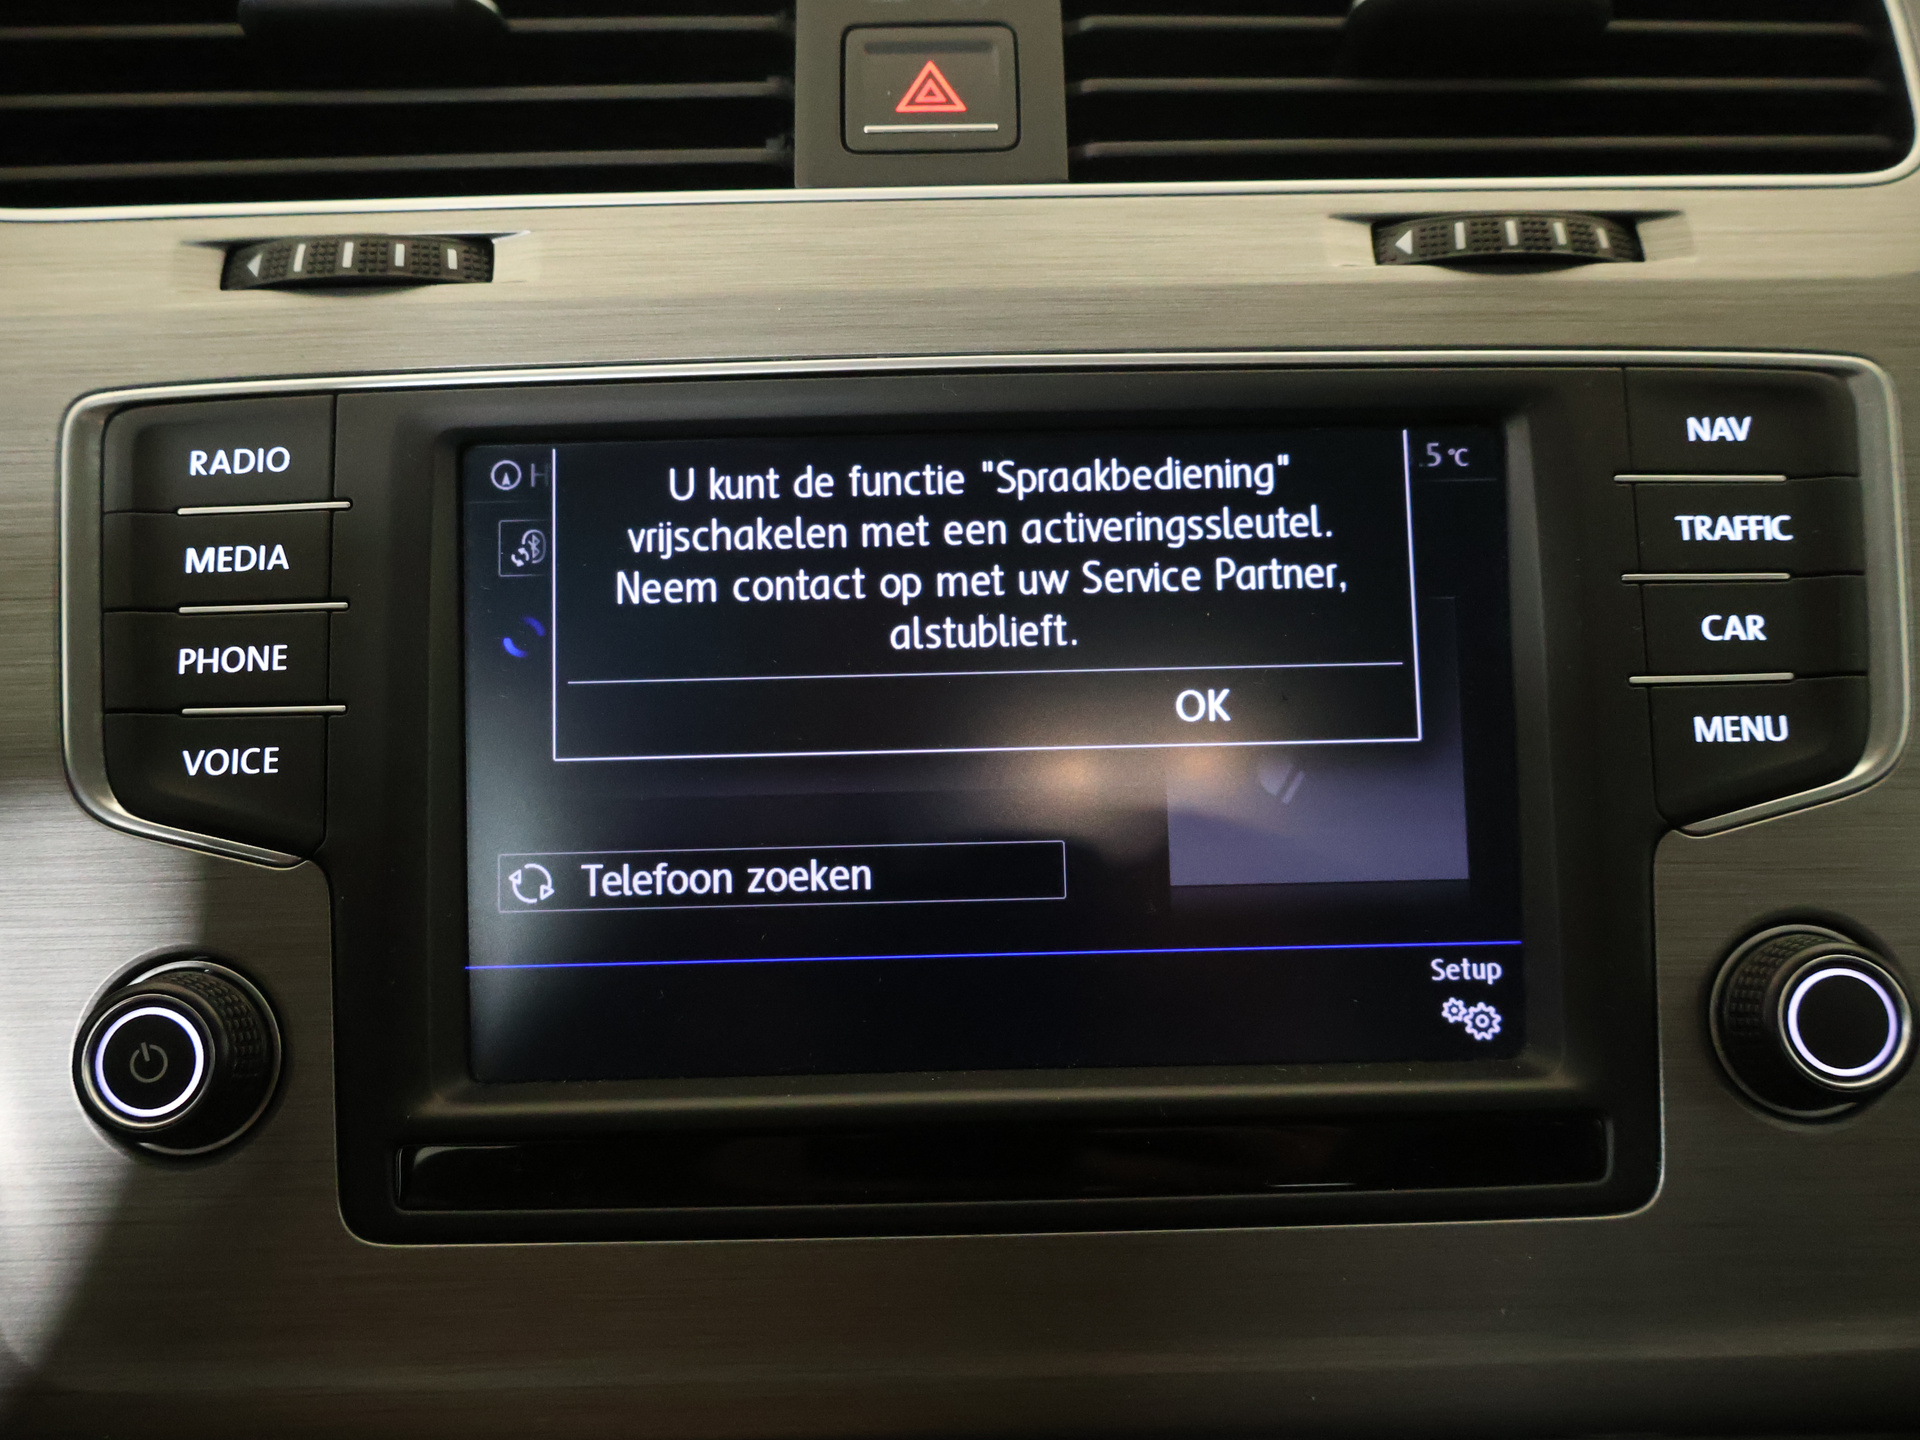 RADIO
MEDIA
PHONE
VOICE
H
.5 °C
U kunt de functie "Spraakbediening"
vrijschakelen met een activeringssleutel.
Neem contact op met uw Service Partner,
alstublieft.
OK
Telefoon zoeken
Setup
NAV
TRAFFIC
CAR
MENU